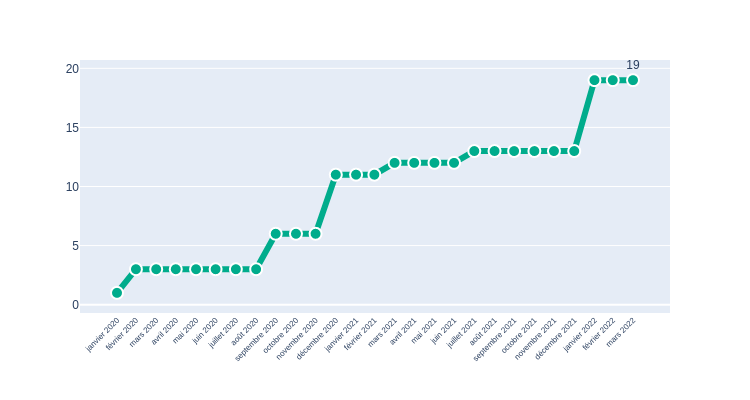 19
20
15
10
5
0
janvier 2020
février 2020
mars 2020
avril 2020
mai 2020
juin 2020
juillet 2020
août 2020
septembre 2020
octobre 2020
novembre 2020
décembre 2020
janvier 2021
février 2021
mars 2021
avril 2021
mai 2021
juin 2021
juillet 2021
août 2021
septembre 2021
octobre 2021
novembre 2021
décembre 2021
janvier 2022
février 2022
mars 2022